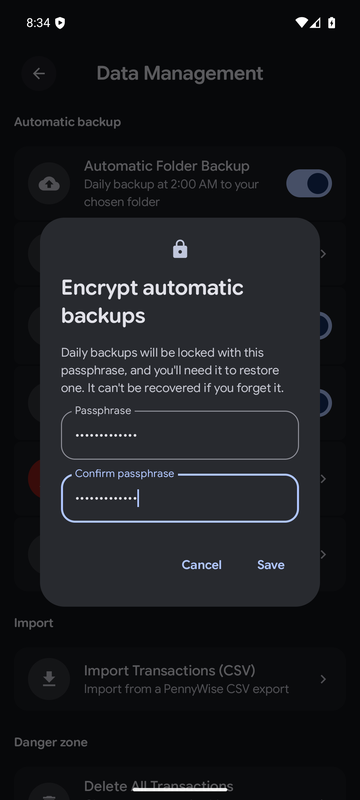 8:34
Data Management
Automatic backup
Automatic Folder Backup
Daily backup at 2:00 AM to your
chosen folder
Encrypt automatic
backups
Daily backups will be locked with this
passphrase, and you'll need it to restore
one. It can't be recovered if you forget it.
Passphrase
•••••••••••••
Confirm passphrase
•••••••••••••
Cancel
Save
Import
Import Transactions (CSV)
Import from a PennyWise CSV export
Danger zone
Delete All Transactions